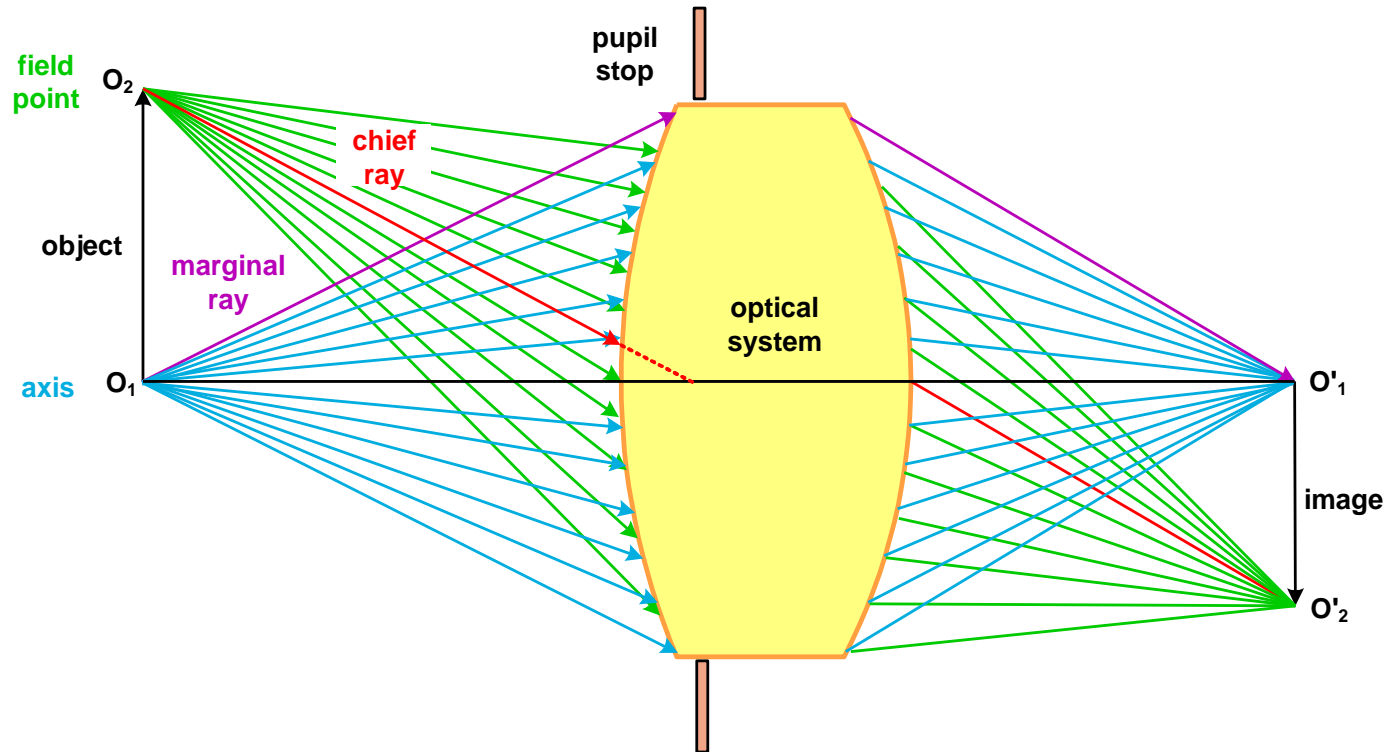 pupil
stop
field
point
O2
chief
ray
object
marginal
ray
optical
system
axis
O1
O'1
image
O'2